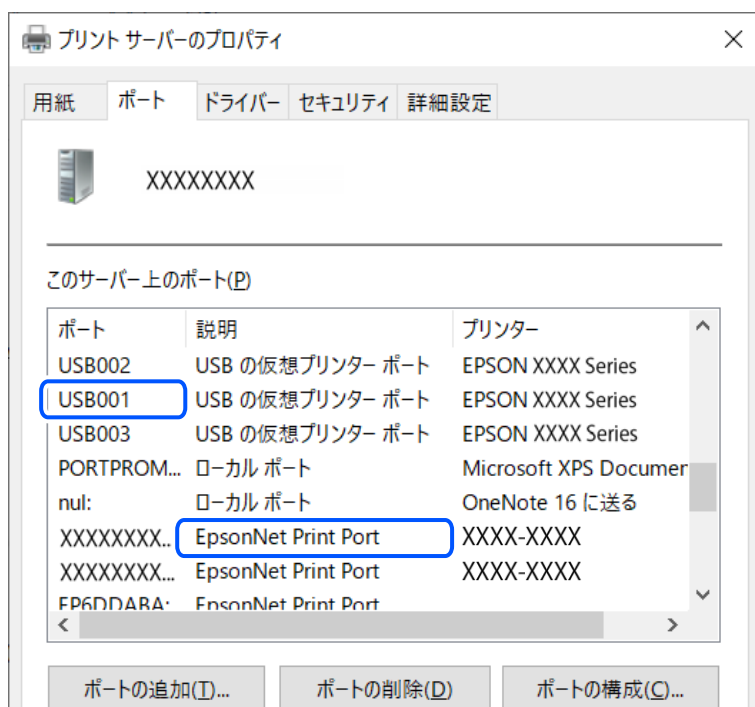 プリント サーバーのプロパティ
用紙 ポート ドライバー セキュリティ 詳細設定
XXXXXXXX
このサーバー上のポート(P)
ポート 説明 プリンター
USB002 USB の仮想プリンター ポート EPSON XXXX Series
USB001 USB の仮想プリンター ポート EPSON XXXX Series
USB003 USB の仮想プリンター ポート EPSON XXXX Series
PORTPROM... ローカル ポート Microsoft XPS Documen
nul: ローカル ポート OneNote 16 に送る
XXXXXXXX.. EpsonNet Print Port XXXX-XXXX
XXXXXXXX... EpsonNet Print Port XXXX-XXXX
EP6DDABA: EpsonNet Print Port
ポートの追加(T)... ポートの削除(D) ポートの構成(C)...